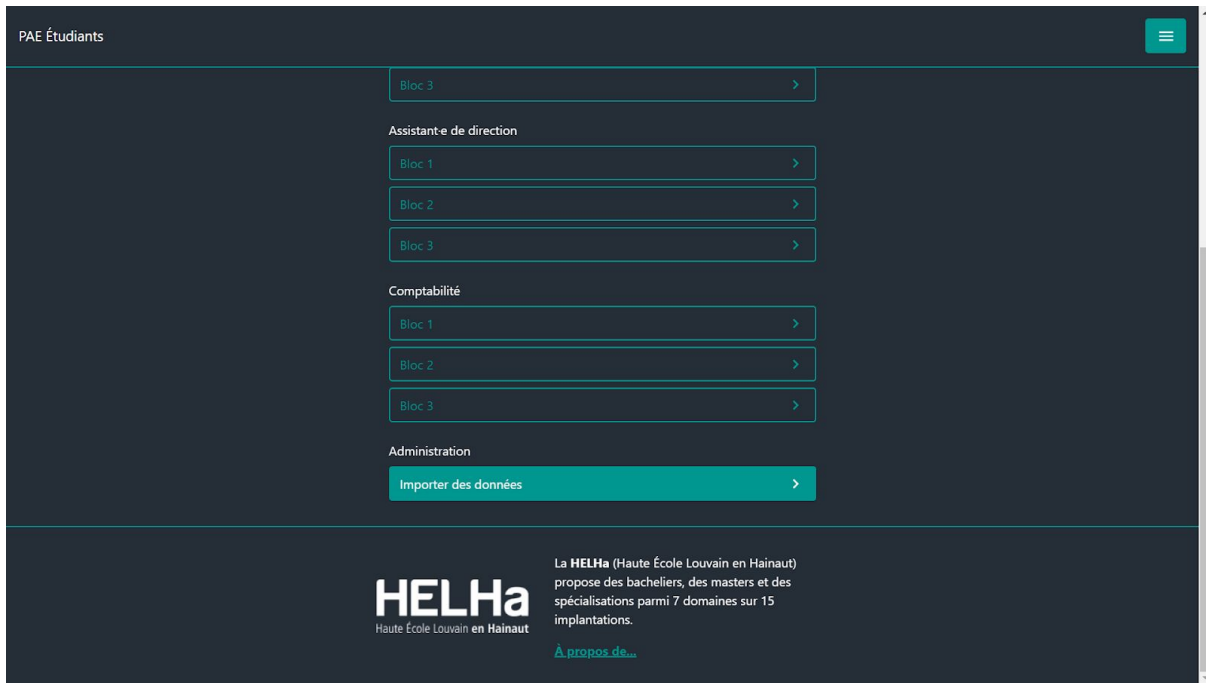 PAE Étudiants
Bloc 3
Assistant·e de direction
Bloc 1
Bloc 2
Bloc 3
Comptabilité
Bloc 1
Bloc 2
Bloc 3
Administration
Importer des données
HELHa
Haute École Louvain en Hainaut
La HELHa (Haute École Louvain en Hainaut)
propose des bacheliers, des masters et des
spécialisations parmi 7 domaines sur 15
implantations.
À propos de...